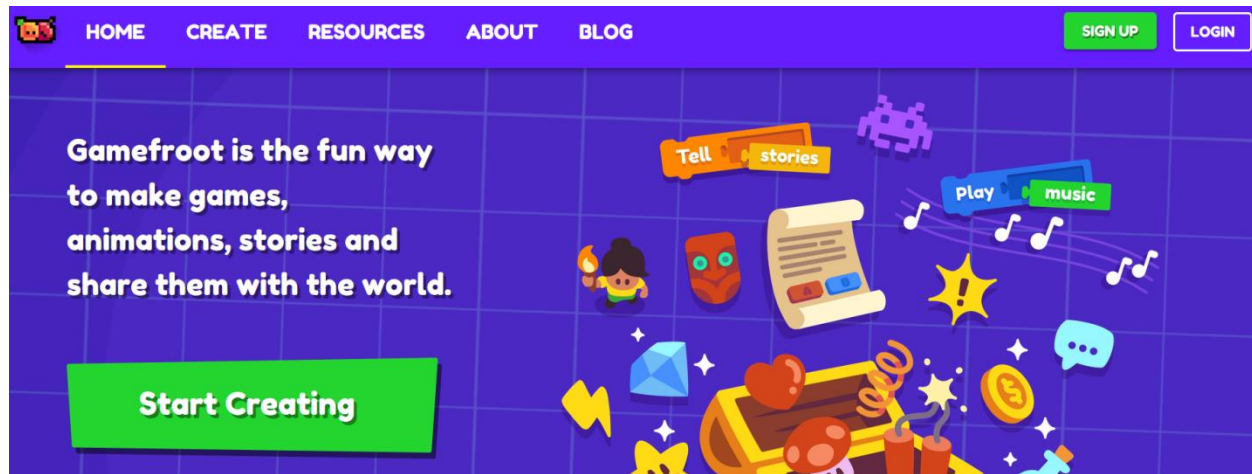 HOME CREATE RESOURCES ABOUT BLOG SIGN UP LOGIN
Gamefroot is the fun way
to make games,
animations, stories and
share them with the world.
Start Creating
Tell stories
Play music
A B
!
$